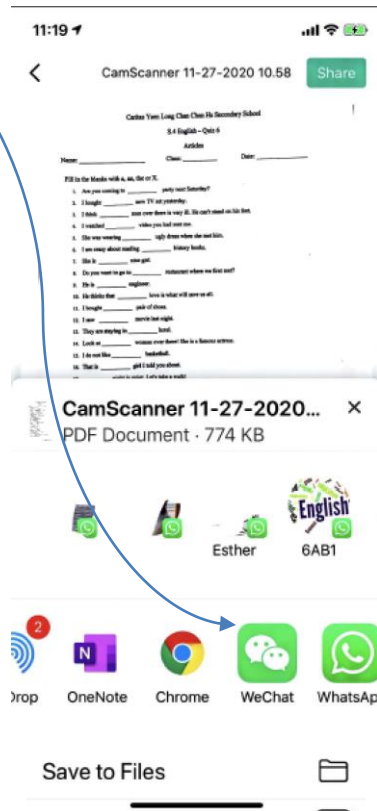 11:19
CamScanner 11-27-2020 10.58
Share
Caritas Yuen Long Chan Chun Ha Secondary School
S.4 English – Quiz 6
Articles
Name: Class: Date:
Fill in the blanks with a, an, the or X.
1. Are you coming to ________ party next Saturday?
2. I bought ________ new TV set yesterday.
3. I think ________ man over there is very ill. He can't stand on his feet.
4. I watched ________ video you had sent me.
5. She was wearing ________ ugly dress when she met him.
6. I am crazy about reading ________ history books.
7. She is ________ nice girl.
8. Do you want to go to ________ restaurant where we first met?
9. He is ________ engineer.
10. He thinks that ________ love is what will save us all.
11. I bought ________ pair of shoes.
12. I saw ________ movie last night.
13. They are staying in ________ hotel.
14. Look at ________ woman over there! She is a famous actress.
15. I do not like ________ basketball.
16. That is ________ girl I told you about.
CamScanner 11-27-2020...
PDF Document · 774 KB
English
Esther
6AB1
2
Drop
OneNote
Chrome
WeChat
WhatsAp
Save to Files